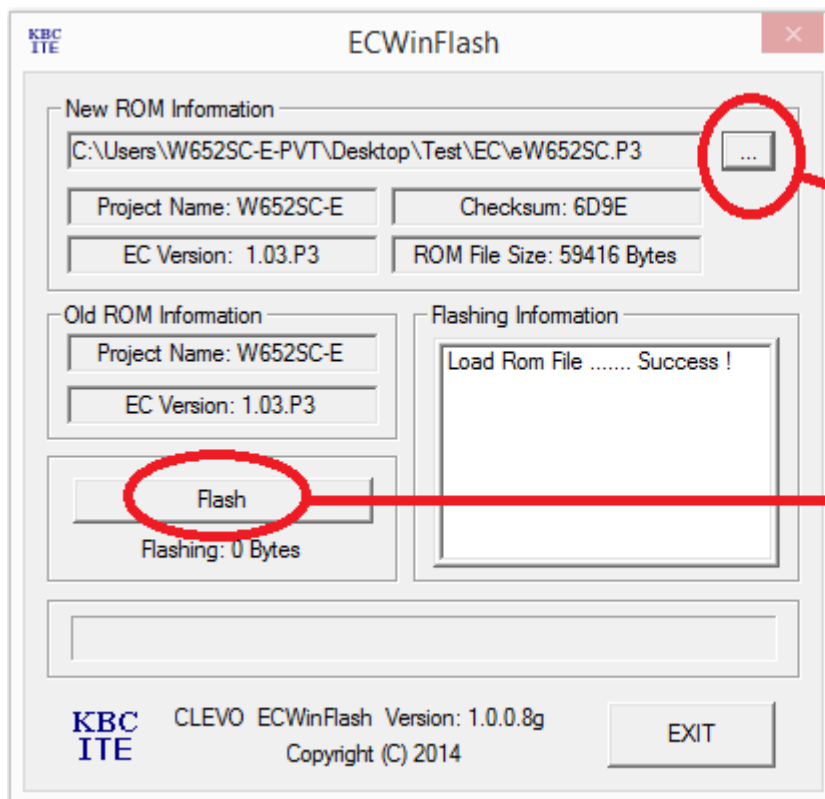 KBC
ITE
ECWinFlash
×
New ROM Information
C:\Users\W652SC-E-PVT\Desktop\Test\EC\eW652SC.P3
...
Project Name: W652SC-E
Checksum: 6D9E
EC Version: 1.03.P3
ROM File Size: 59416 Bytes
Old ROM Information
Project Name: W652SC-E
EC Version: 1.03.P3
Flashing Information
Load Rom File ....... Success !
Flash
Flashing: 0 Bytes
KBC
ITE
CLEVO ECWinFlash Version: 1.0.0.8g
Copyright (C) 2014
EXIT